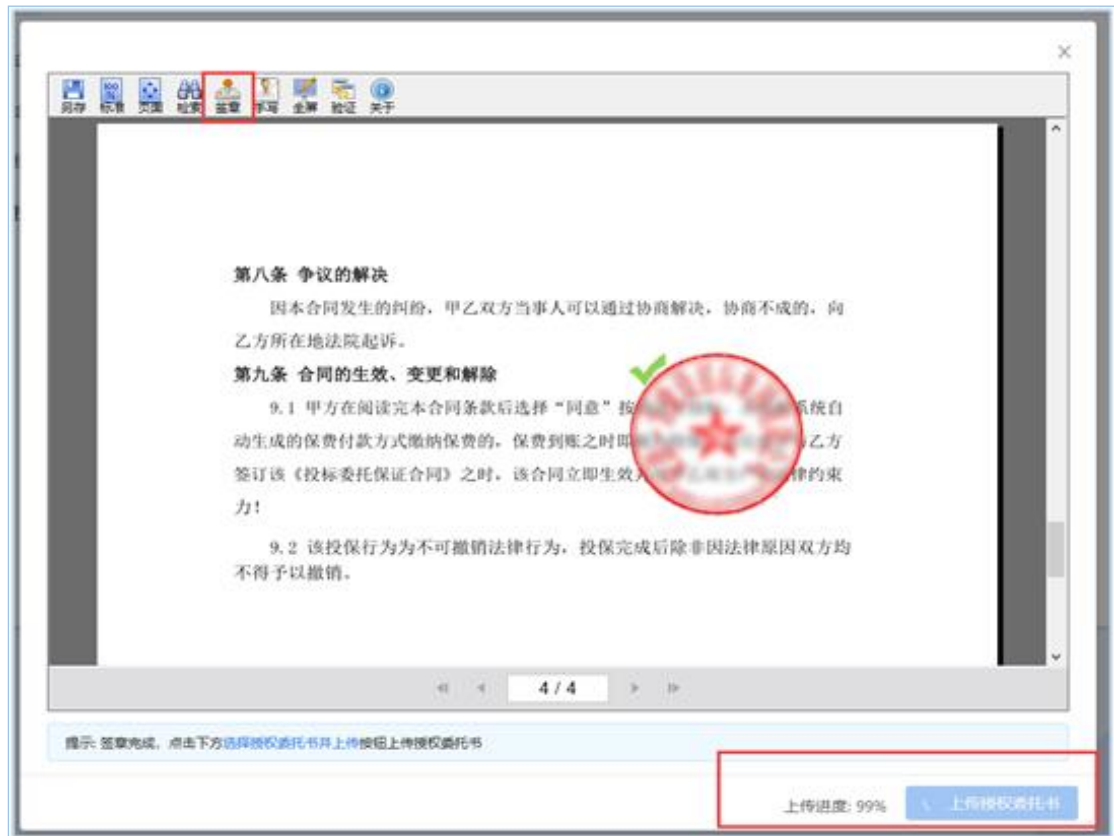 另存 标准 页面 检索 签章 手写 全屏 验证 关于
第八条 争议的解决
因本合同发生的纠纷，甲乙双方当事人可以通过协商解决，协商不成的，向
乙方所在地法院起诉。
第九条 合同的生效、变更和解除
9.1 甲方在阅读完本合同条款后选择“同意”按 系统自
动生成的保费付款方式缴纳保费的，保费到账之时即 乙方
签订该《投标委托保证合同》之时，该合同立即生效 律约束
力！
9.2 该投保行为为不可撤销法律行为，投保完成后除非因法律原因双方均
不得予以撤销。
4 / 4
提示: 签章完成，点击下方选择授权委托书并上传按钮上传授权委托书
上传进度: 99% 上传授权委托书